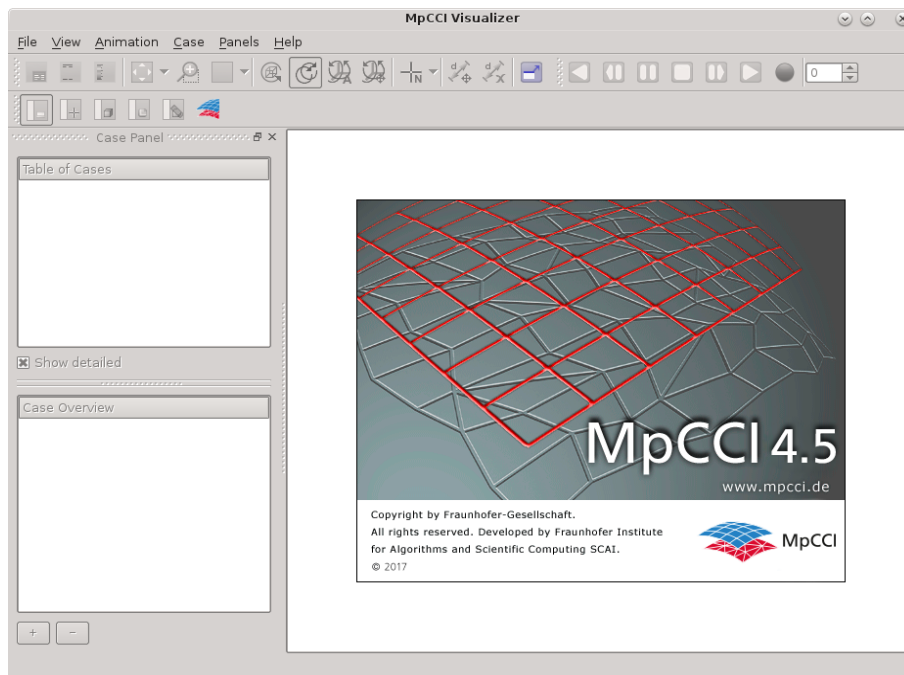 MpCCI Visualizer
File View Animation Case Panels Help
N
A
d
d
x
0
Case Panel
Table of Cases
Show detailed
Case Overview
MpCCI 4.5
www.mpcci.de
Copyright by Fraunhofer-Gesellschaft.
All rights reserved. Developed by Fraunhofer Institute
for Algorithms and Scientific Computing SCAI.
© 2017
MpCCI
+ −